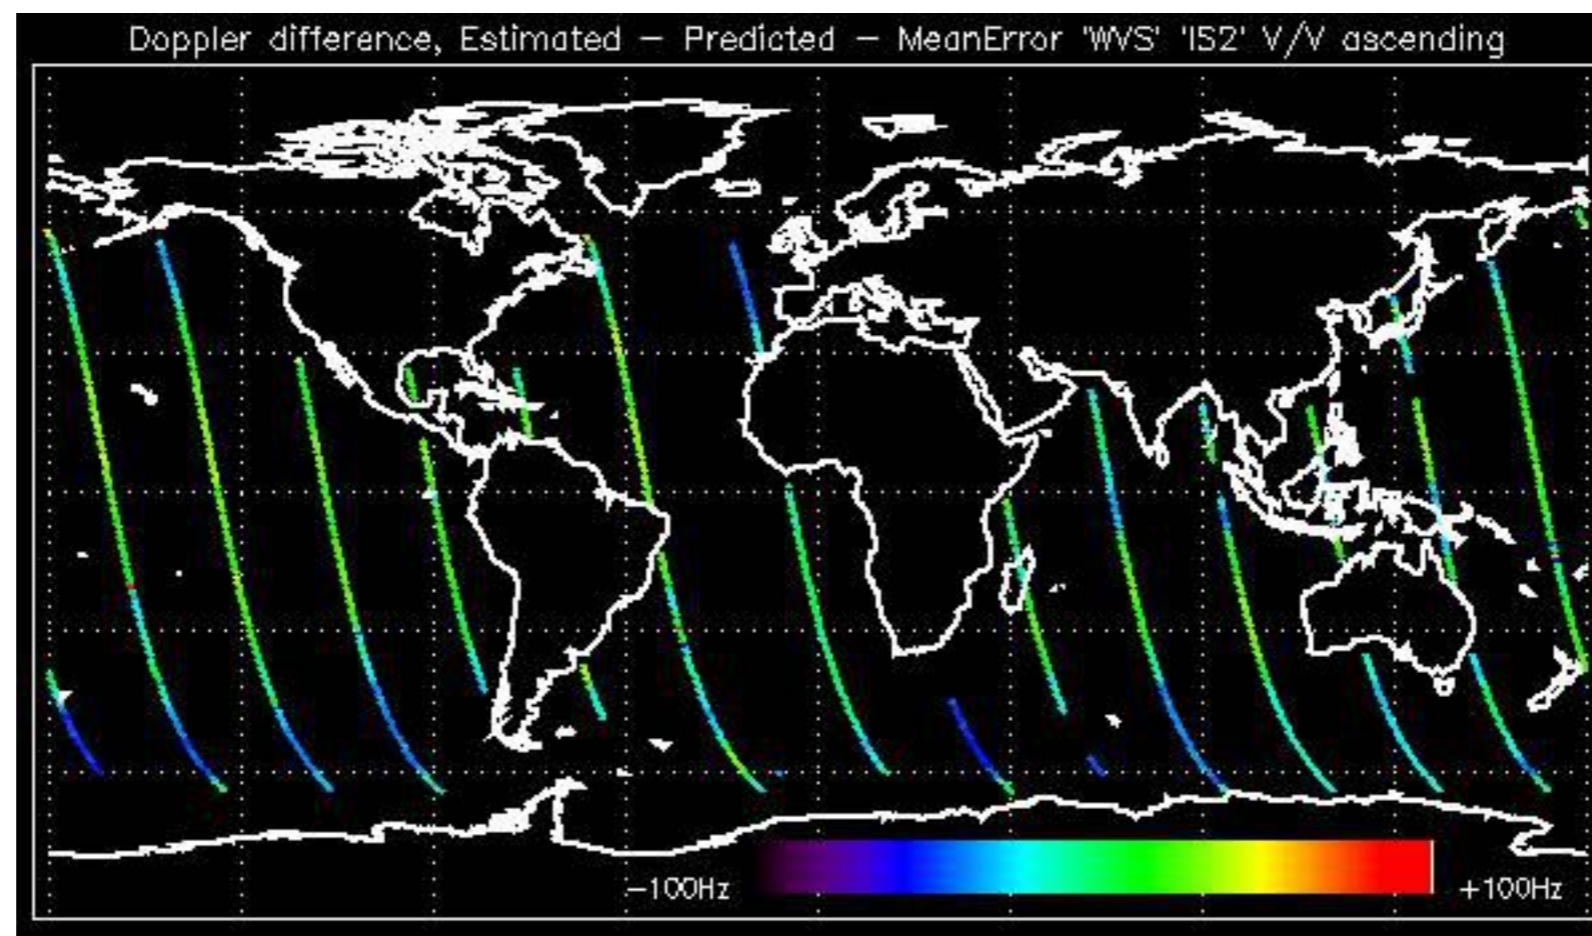 Doppler difference, Estimated − Predicted − MeanError 'WVS' 'IS2' V/V ascending
−100Hz +100Hz